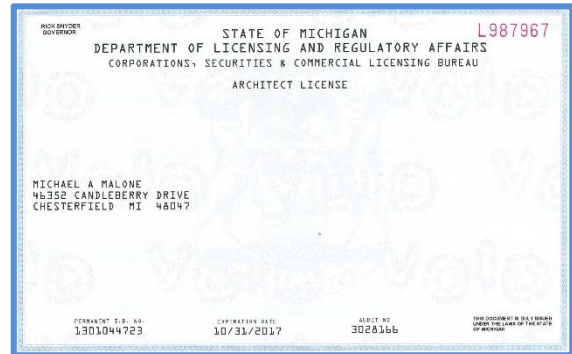 RICK SNYDER
GOVERNOR
STATE OF MICHIGAN
L987967
DEPARTMENT OF LICENSING AND REGULATORY AFFAIRS
CORPORATIONS, SECURITIES & COMMERCIAL LICENSING BUREAU
ARCHITECT LICENSE
MICHAEL A MALONE
46352 CANDLEBERRY DRIVE
CHESTERFIELD MI 48047
PERMANENT I.D. NO.
1301044723
EXPIRATION DATE
10/31/2017
AUDIT NO
3028166
THIS DOCUMENT IS DULY ISSUED
UNDER THE LAWS OF THE STATE
OF MICHIGAN
Void